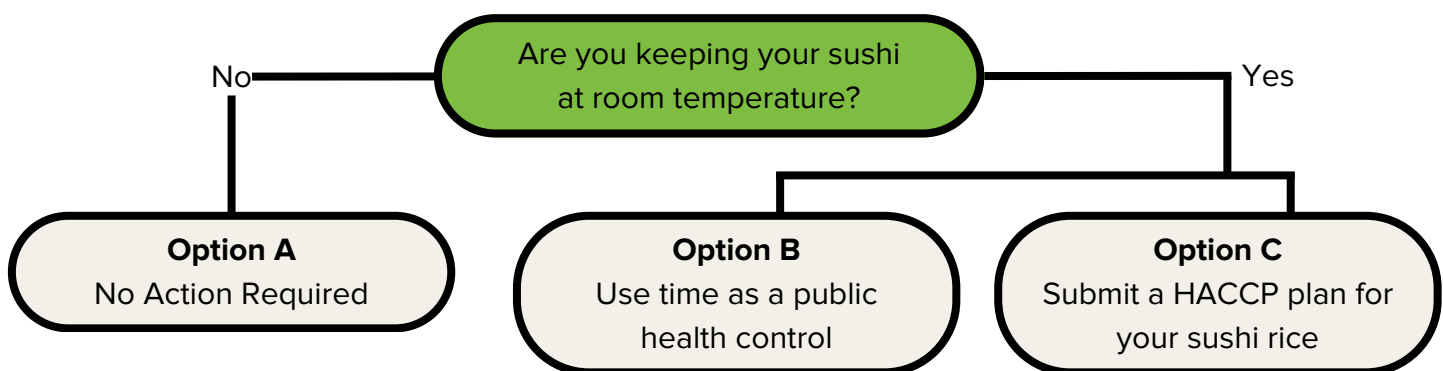 Are you keeping your sushi
at room temperature?
No
Yes
Option A
No Action Required
Option B
Use time as a public
health control
Option C
Submit a HACCP plan for
your sushi rice